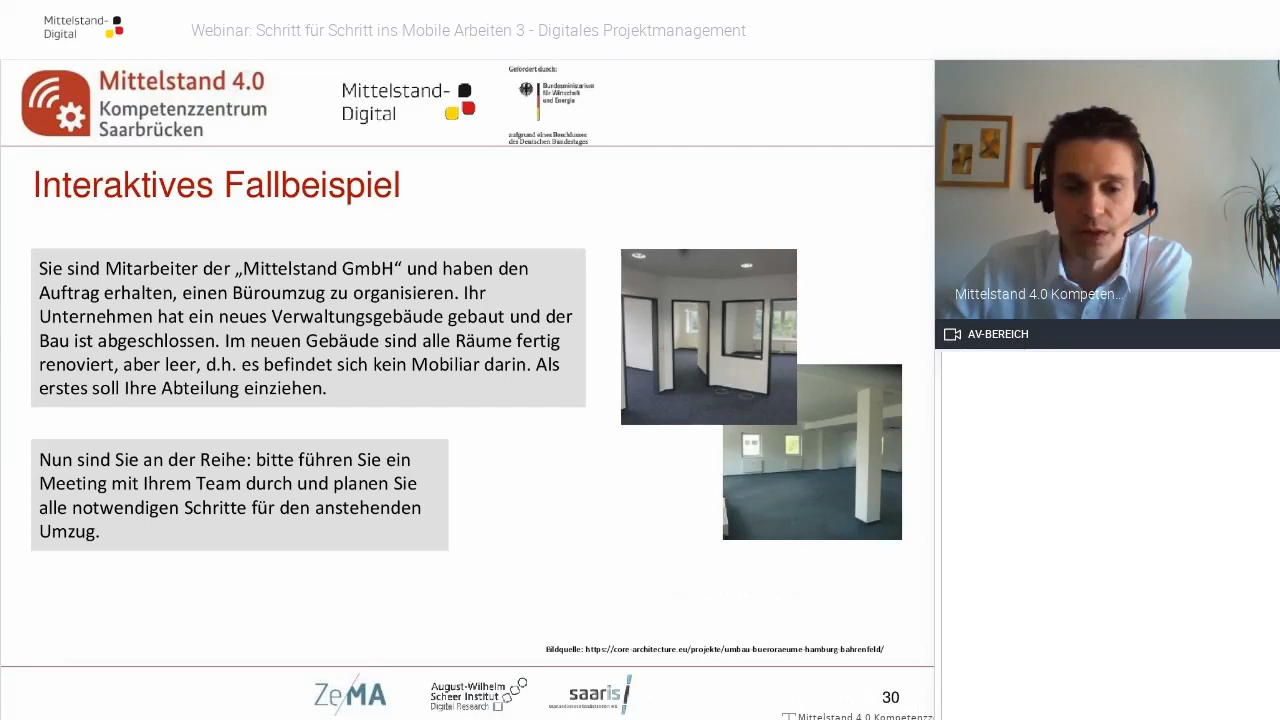 Mittelstand-
Digital
Webinar: Schritt für Schritt ins Mobile Arbeiten 3 - Digitales Projektmanagement
Mittelstand 4.0
Kompetenzzentrum
Saarbrücken
Mittelstand-
Digital
Gefördert durch:
Bundesministerium
für Wirtschaft
und Energie
aufgrund eines Beschlusses
des Deutschen Bundestages
Interaktives Fallbeispiel
Sie sind Mitarbeiter der „Mittelstand GmbH“ und haben den
Auftrag erhalten, einen Büroumzug zu organisieren. Ihr
Unternehmen hat ein neues Verwaltungsgebäude gebaut und der
Bau ist abgeschlossen. Im neuen Gebäude sind alle Räume fertig
renoviert, aber leer, d.h. es befindet sich kein Mobiliar darin. Als
erstes soll Ihre Abteilung einziehen.
Nun sind Sie an der Reihe: bitte führen Sie ein
Meeting mit Ihrem Team durch und planen Sie
alle notwendigen Schritte für den anstehenden
Umzug.
Mittelstand 4.0 Kompeten...
AV-BEREICH
Bildquelle: https://core-architecture.eu/projekte/umbau-bueroraeume-hamburg-bahrenfeld/
ZeMA
August-Wilhelm
Scheer Institut
Digital Research
saaris
30
Mittelstand 4.0 Kompetenzz